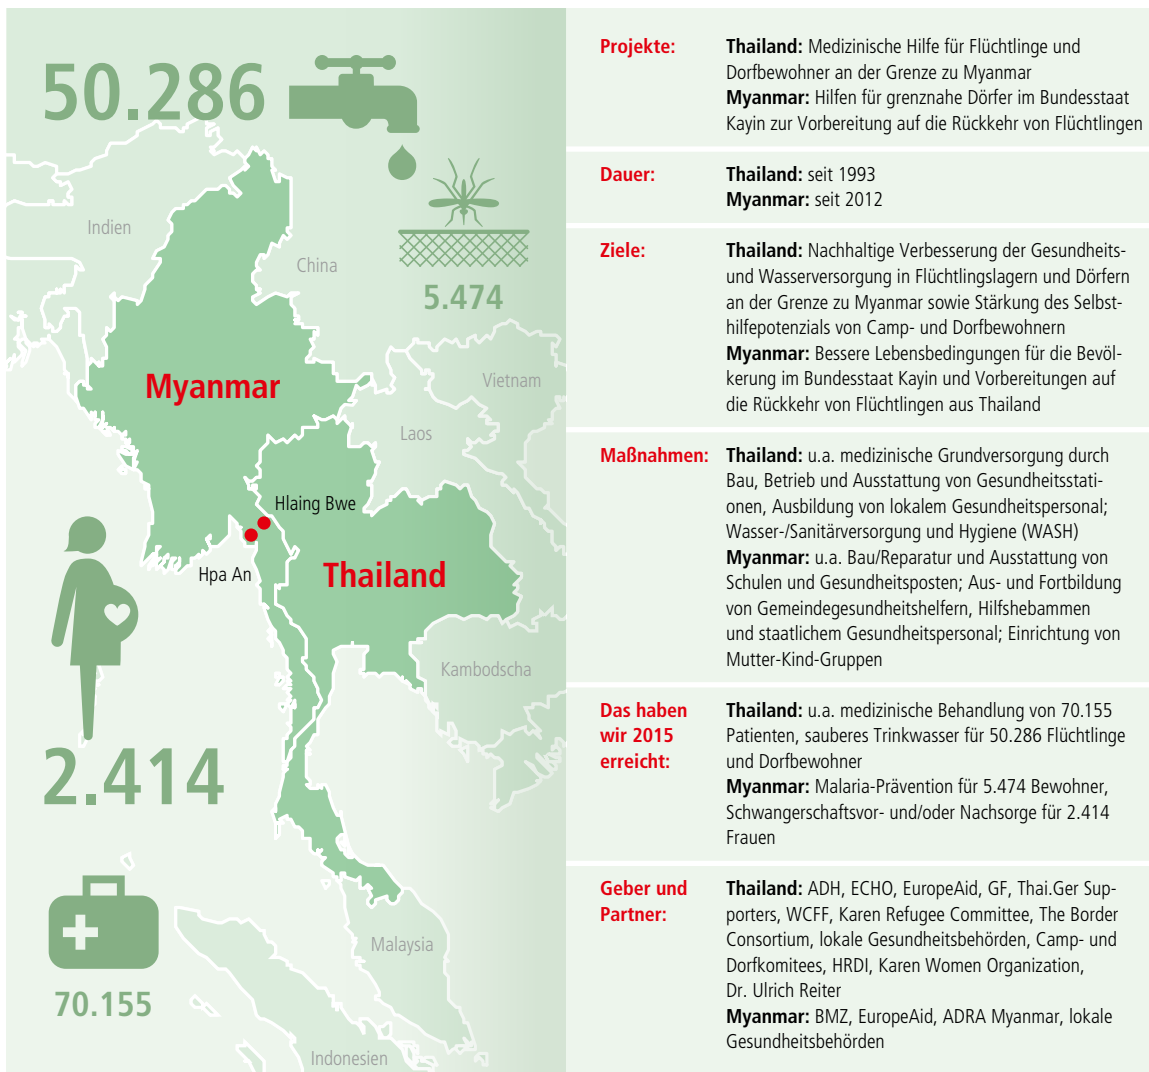 50.286
Indien
China
5.474
Myanmar
Vietnam
Laos
Hlaing Bwe
Hpa An
Thailand
Kambodscha
2.414
Malaysia
70.155
Indonesien
Projekte:
Thailand: Medizinische Hilfe für Flüchtlinge und
Dorfbewohner an der Grenze zu Myanmar
Myanmar: Hilfen für grenznahe Dörfer im Bundesstaat
Kayin zur Vorbereitung auf die Rückkehr von Flüchtlingen
Dauer:
Thailand: seit 1993
Myanmar: seit 2012
Ziele:
Thailand: Nachhaltige Verbesserung der Gesundheits-
und Wasserversorgung in Flüchtlingslagern und Dörfern
an der Grenze zu Myanmar sowie Stärkung des Selbst-
hilfepotenzials von Camp- und Dorfbewohnern
Myanmar: Bessere Lebensbedingungen für die Bevöl-
kerung im Bundesstaat Kayin und Vorbereitungen auf
die Rückkehr von Flüchtlingen aus Thailand
Maßnahmen:
Thailand: u.a. medizinische Grundversorgung durch
Bau, Betrieb und Ausstattung von Gesundheitsstati-
onen, Ausbildung von lokalem Gesundheitspersonal;
Wasser-/Sanitärversorgung und Hygiene (WASH)
Myanmar: u.a. Bau/Reparatur und Ausstattung von
Schulen und Gesundheitsposten; Aus- und Fortbildung
von Gemeindegesundheitshelfern, Hilfshebammen
und staatlichem Gesundheitspersonal; Einrichtung von
Mutter-Kind-Gruppen
Das haben
wir 2015
erreicht:
Thailand: u.a. medizinische Behandlung von 70.155
Patienten, sauberes Trinkwasser für 50.286 Flüchtlinge
und Dorfbewohner
Myanmar: Malaria-Prävention für 5.474 Bewohner,
Schwangerschaftsvor- und/oder Nachsorge für 2.414
Frauen
Geber und
Partner:
Thailand: ADH, ECHO, EuropeAid, GF, Thai.Ger Sup-
porters, WCFF, Karen Refugee Committee, The Border
Consortium, lokale Gesundheitsbehörden, Camp- und
Dorfkomitees, HRDI, Karen Women Organization,
Dr. Ulrich Reiter
Myanmar: BMZ, EuropeAid, ADRA Myanmar, lokale
Gesundheitsbehörden